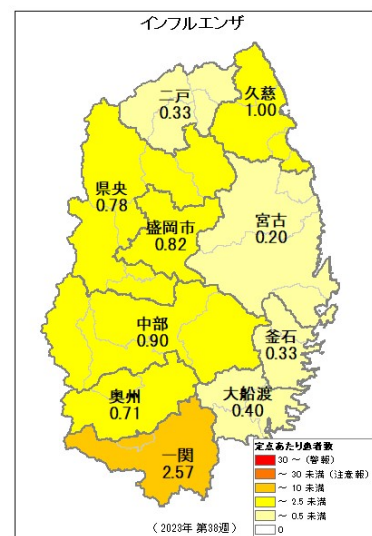 インフルエンザ
二戸
0.33
久慈
1.00
県央
0.78
盛岡市
0.82
宮古
0.20
中部
0.90
釜石
0.33
奥州
0.71
大船渡
0.40
一関
2.57
定点あたり患者数
30 ～ (警報)
～ 30 未満 (注意報)
～ 10 未満
～ 2.5 未満
～ 0.5 未満
0
（ 2023年 第38週）